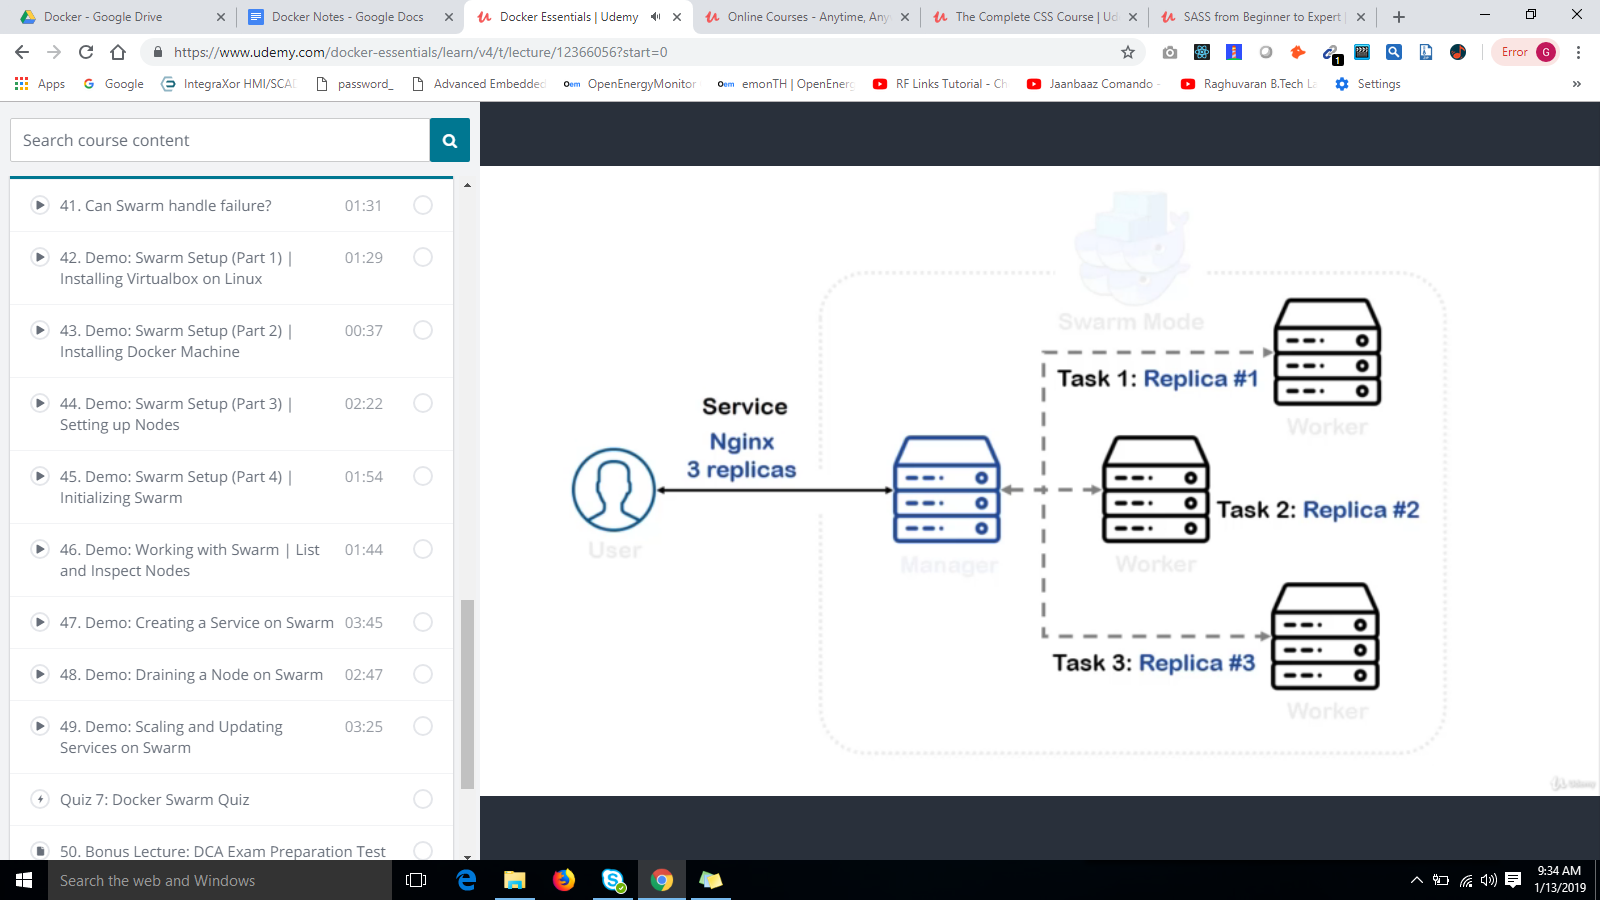 Docker - Google Drive
Docker Notes - Google Docs
Docker Essentials | Udemy
Online Courses - Anytime, Any
The Complete CSS Course | Ud
SASS from Beginner to Expert |
https://www.udemy.com/docker-essentials/learn/v4/t/lecture/12366056?start=0
1
Error
G
Apps
Google
IntegraXor HMI/SCAD
password_
Advanced Embedded
Oem
OpenEnergyMonitor
Oem
emonTH | OpenEnerg
RF Links Tutorial - Ch
Jaanbaaz Comando -
Raghuvaran B.Tech La
Settings
»
Search course content
41. Can Swarm handle failure?
01:31
42. Demo: Swarm Setup (Part 1) |
Installing Virtualbox on Linux
01:29
43. Demo: Swarm Setup (Part 2) |
Installing Docker Machine
00:37
44. Demo: Swarm Setup (Part 3) |
Setting up Nodes
02:22
45. Demo: Swarm Setup (Part 4) |
Initializing Swarm
01:54
46. Demo: Working with Swarm | List
and Inspect Nodes
01:44
47. Demo: Creating a Service on Swarm
03:45
48. Demo: Draining a Node on Swarm
02:47
49. Demo: Scaling and Updating
Services on Swarm
03:25
Quiz 7: Docker Swarm Quiz
50. Bonus Lecture: DCA Exam Preparation Test
Swarm Mode
Service
Nginx
3 replicas
User
Manager
Task 1: Replica #1
Worker
Task 2: Replica #2
Worker
Task 3: Replica #3
Worker
Udemy
Search the web and Windows
9:34 AM
1/13/2019